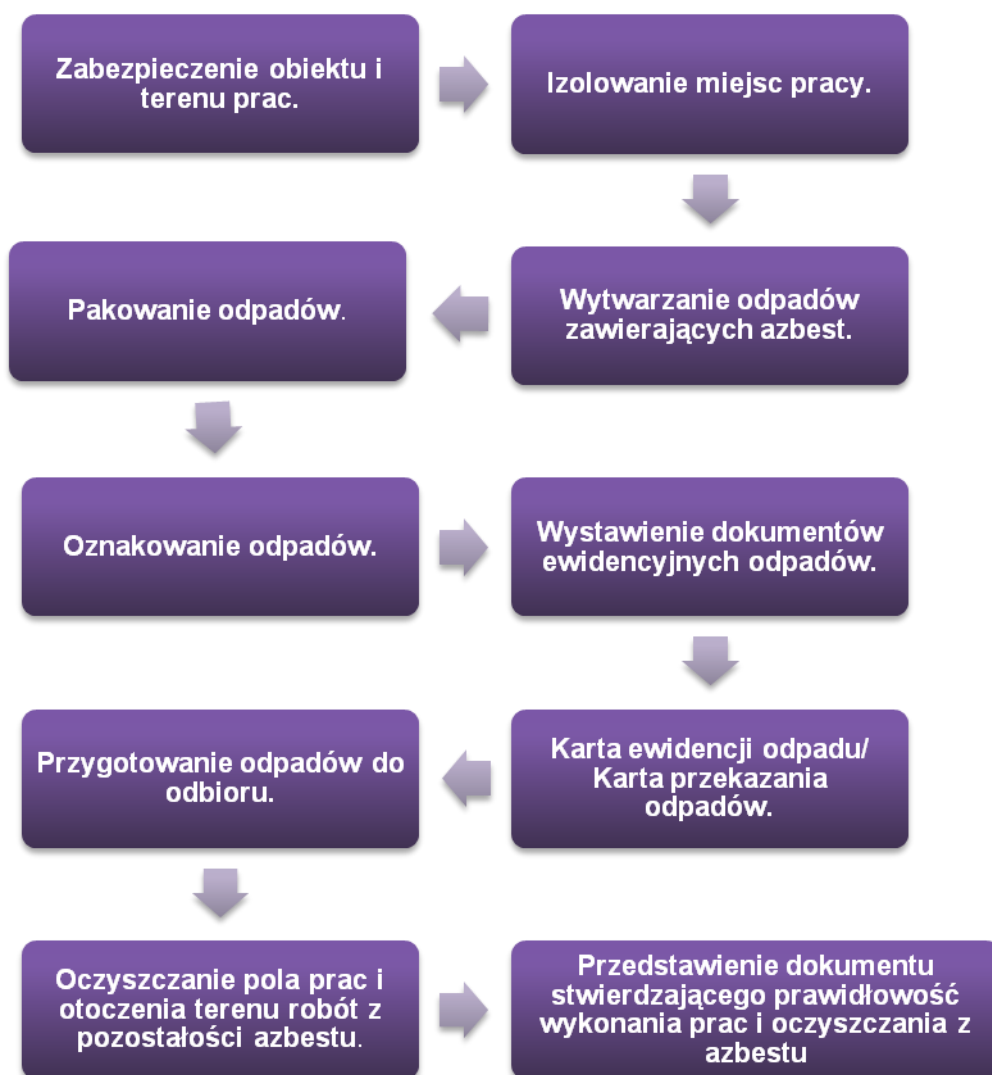 Zabezpieczenie obiektu i
terenu prac.
Izolowanie miejsc pracy.
Wytwarzanie odpadów
zawierających azbest.
Pakowanie odpadów.
Oznakowanie odpadów.
Wystawienie dokumentów
ewidencyjnych odpadów.
Karta ewidencji odpadu/
Karta przekazania
odpadów.
Przygotowanie odpadów do
odbioru.
Oczyszczanie pola prac i
otoczenia terenu robót z
pozostałości azbestu.
Przedstawienie dokumentu
stwierdzającego prawidłowość
wykonania prac i oczyszczania z
azbestu